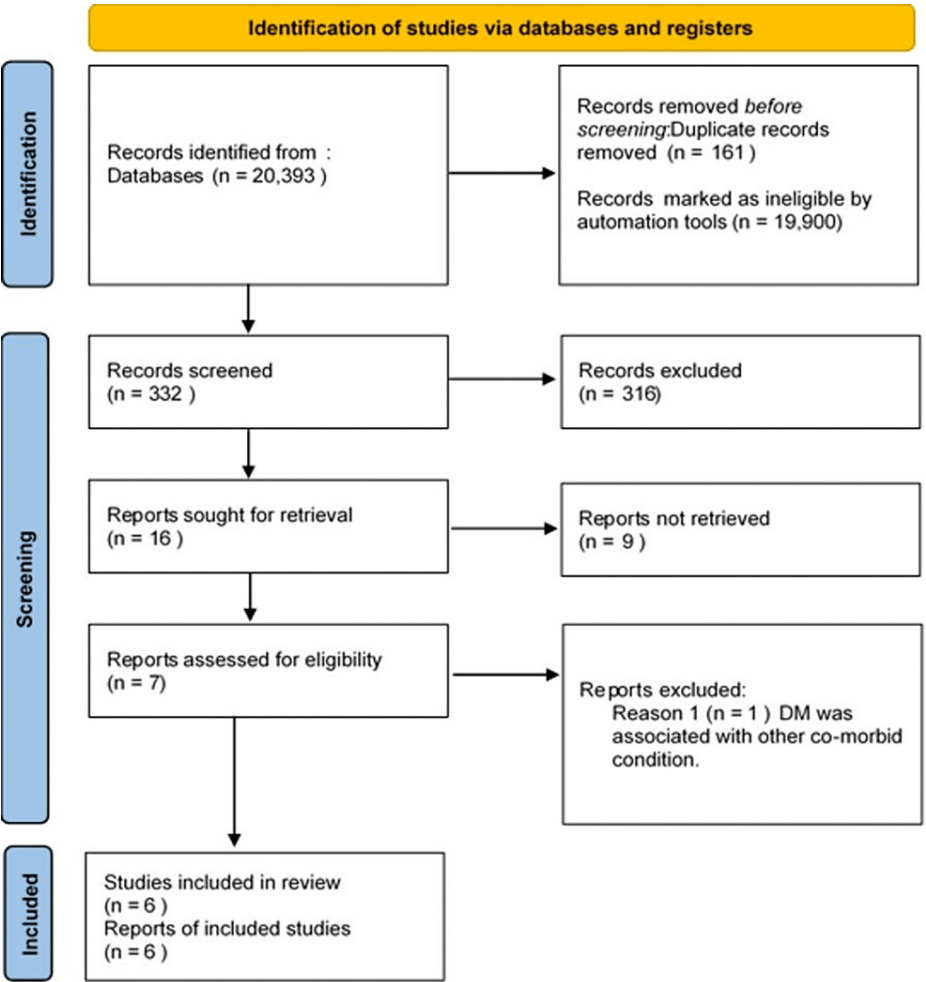 Identification of studies via databases and registers
Identification
Records identified from :
Databases (n = 20,393 )
Records removed before
screening:Duplicate records
removed (n = 161 )
Records marked as ineligible by
automation tools (n = 19,900)
Screening
Records screened
(n = 332 )
Records excluded
(n = 316)
Reports sought for retrieval
(n = 16 )
Reports not retrieved
(n = 9 )
Reports assessed for eligibility
(n = 7)
Reports excluded:
Reason 1 (n = 1 ) DM was
associated with other co-morbid
condition.
Included
Studies included in review
(n = 6 )
Reports of included studies
(n = 6 )